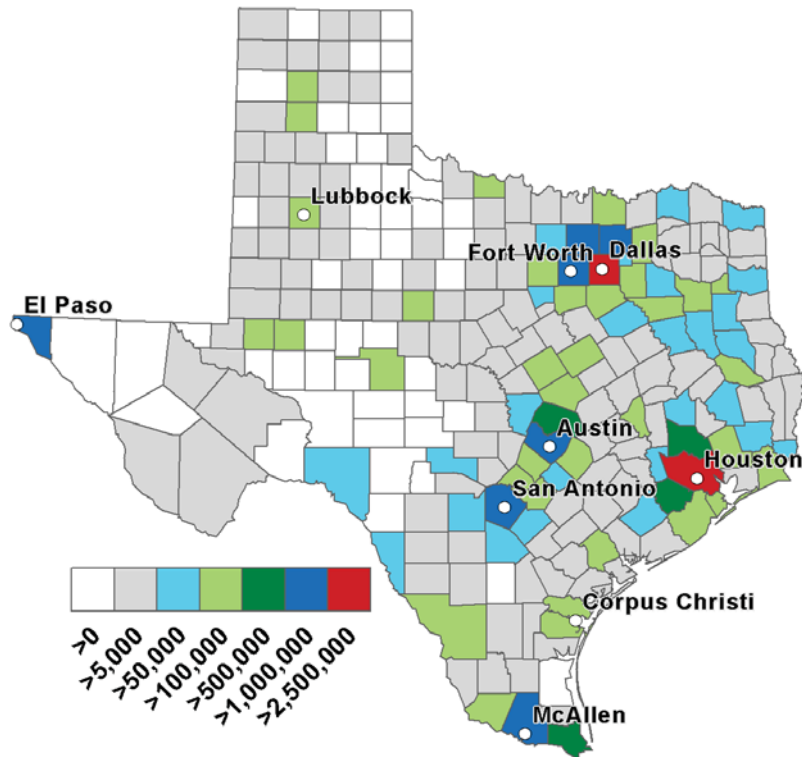 Lubbock
Fort Worth
Dallas
El Paso
Austin
Houston
San Antonio
Corpus Christi
McAllen
>0
>5,000
>50,000
>100,000
>500,000
>1,000,000
>2,500,000